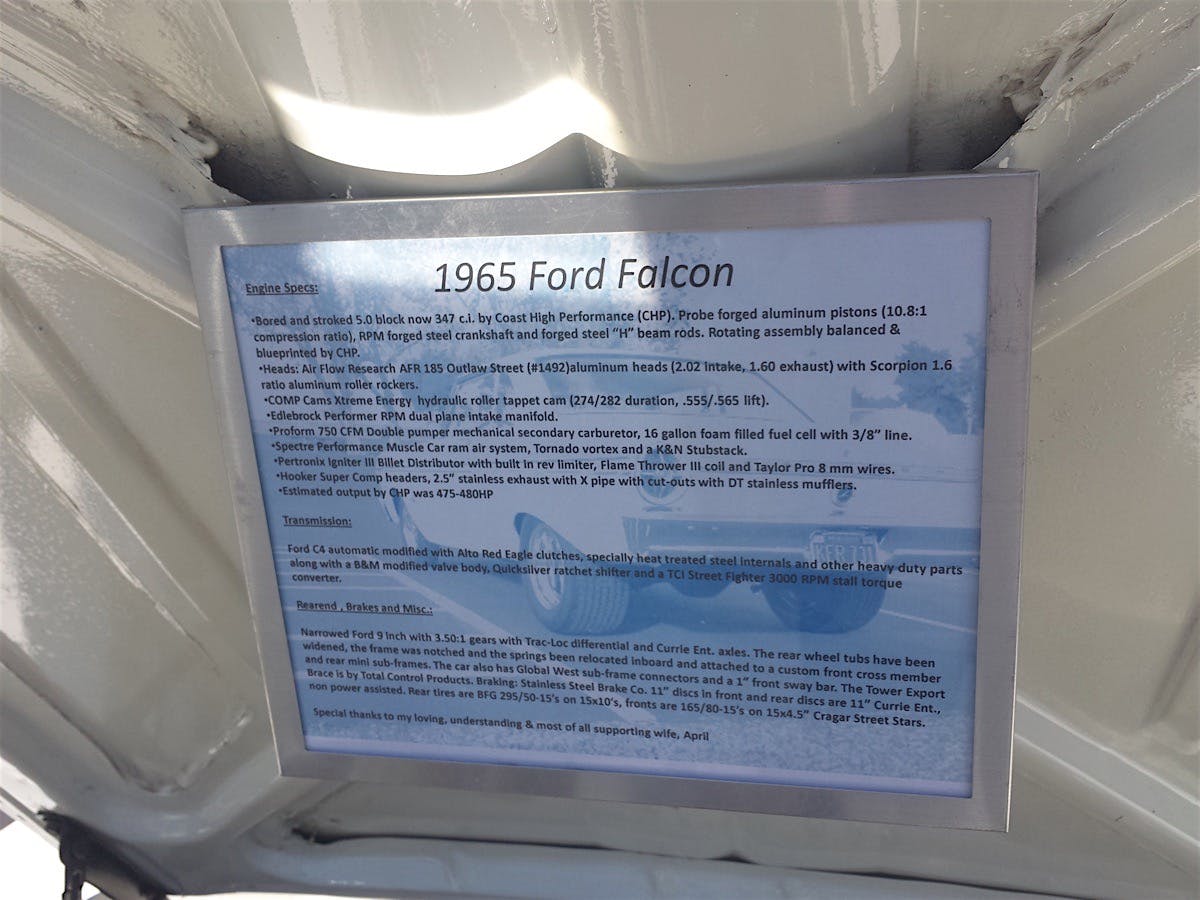 1965 Ford Falcon
Engine Specs:
•Bored and stroked 5.0 block now 347 c.i. by Coast High Performance (CHP). Probe forged aluminum pistons (10.8:1
compression ratio), RPM forged steel crankshaft and forged steel "H" beam rods. Rotating assembly balanced &
blueprinted by CHP.
•Heads: Air Flow Research AFR 185 Outlaw Street (#1492)aluminum heads (2.02 intake, 1.60 exhaust) with Scorpion 1.6
ratio aluminum roller rockers.
•COMP Cams Xtreme Energy hydraulic roller tappet cam (274/282 duration, .555/.565 lift).
•Edlebrock Performer RPM dual plane intake manifold.
•Proform 750 CFM Double pumper mechanical secondary carburetor, 16 gallon foam filled fuel cell with 3/8" line.
•Spectre Performance Muscle Car ram air system, Tornado vortex and a K&N Stubstack.
•Pertronix Igniter III Billet Distributor with built in rev limiter, Flame Thrower III coil and Taylor Pro 8 mm wires.
•Hooker Super Comp headers, 2.5" stainless exhaust with X pipe with cut-outs with DT stainless mufflers.
•Estimated output by CHP was 475-480HP
Transmission:
Ford C4 automatic modified with Alto Red Eagle clutches, specially heat treated steel internals and other heavy duty parts
along with a B&M modified valve body, Quicksilver ratchet shifter and a TCI Street Fighter 3000 RPM stall torque
converter.
Rearend , Brakes and Misc.:
Narrowed Ford 9 inch with 3.50:1 gears with Trac-Loc differential and Currie Ent. axles. The rear wheel tubs have been
widened, the frame was notched and the springs been relocated inboard and attached to a custom front cross member
and rear mini sub-frames. The car also has Global West sub-frame connectors and a 1" front sway bar. The Tower Export
Brace is by Total Control Products. Braking: Stainless Steel Brake Co. 11" discs in front and rear discs are 11" Currie Ent.,
non power assisted. Rear tires are BFG 295/50-15's on 15x10's, fronts are 165/80-15's on 15x4.5" Cragar Street Stars.
Special thanks to my loving, understanding & most of all supporting wife, April